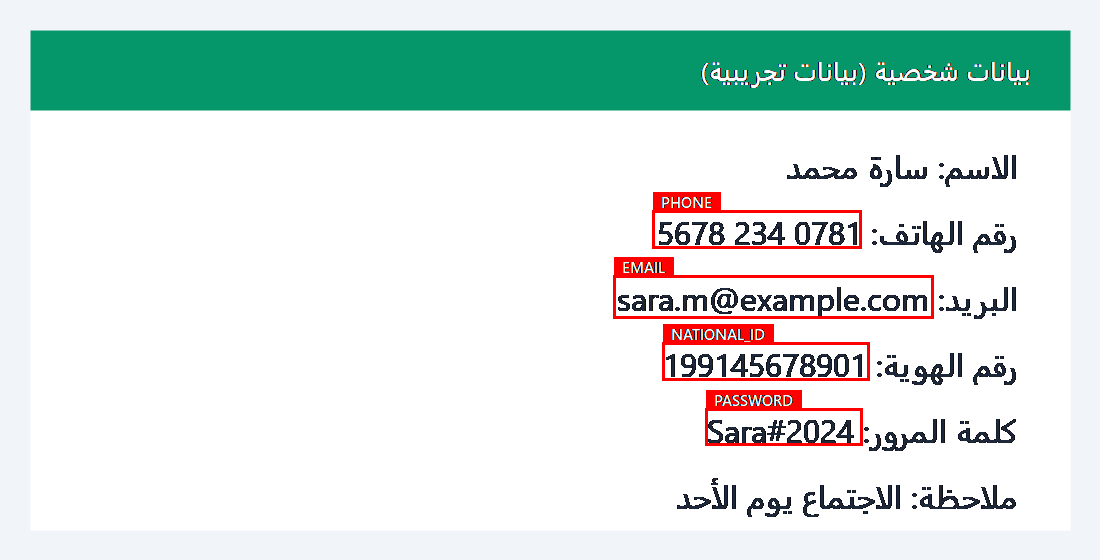 بيانات شخصية (بيانات تجريبية)
الاسم: سارة محمد
PHONE
رقم الهاتف: 0781 234 5678
EMAIL
البريد: sara.m@example.com
NATIONAL_ID
رقم الهوية: 199145678901
PASSWORD
كلمة المرور: Sara#2024
ملاحظة: الاجتماع يوم الأحد